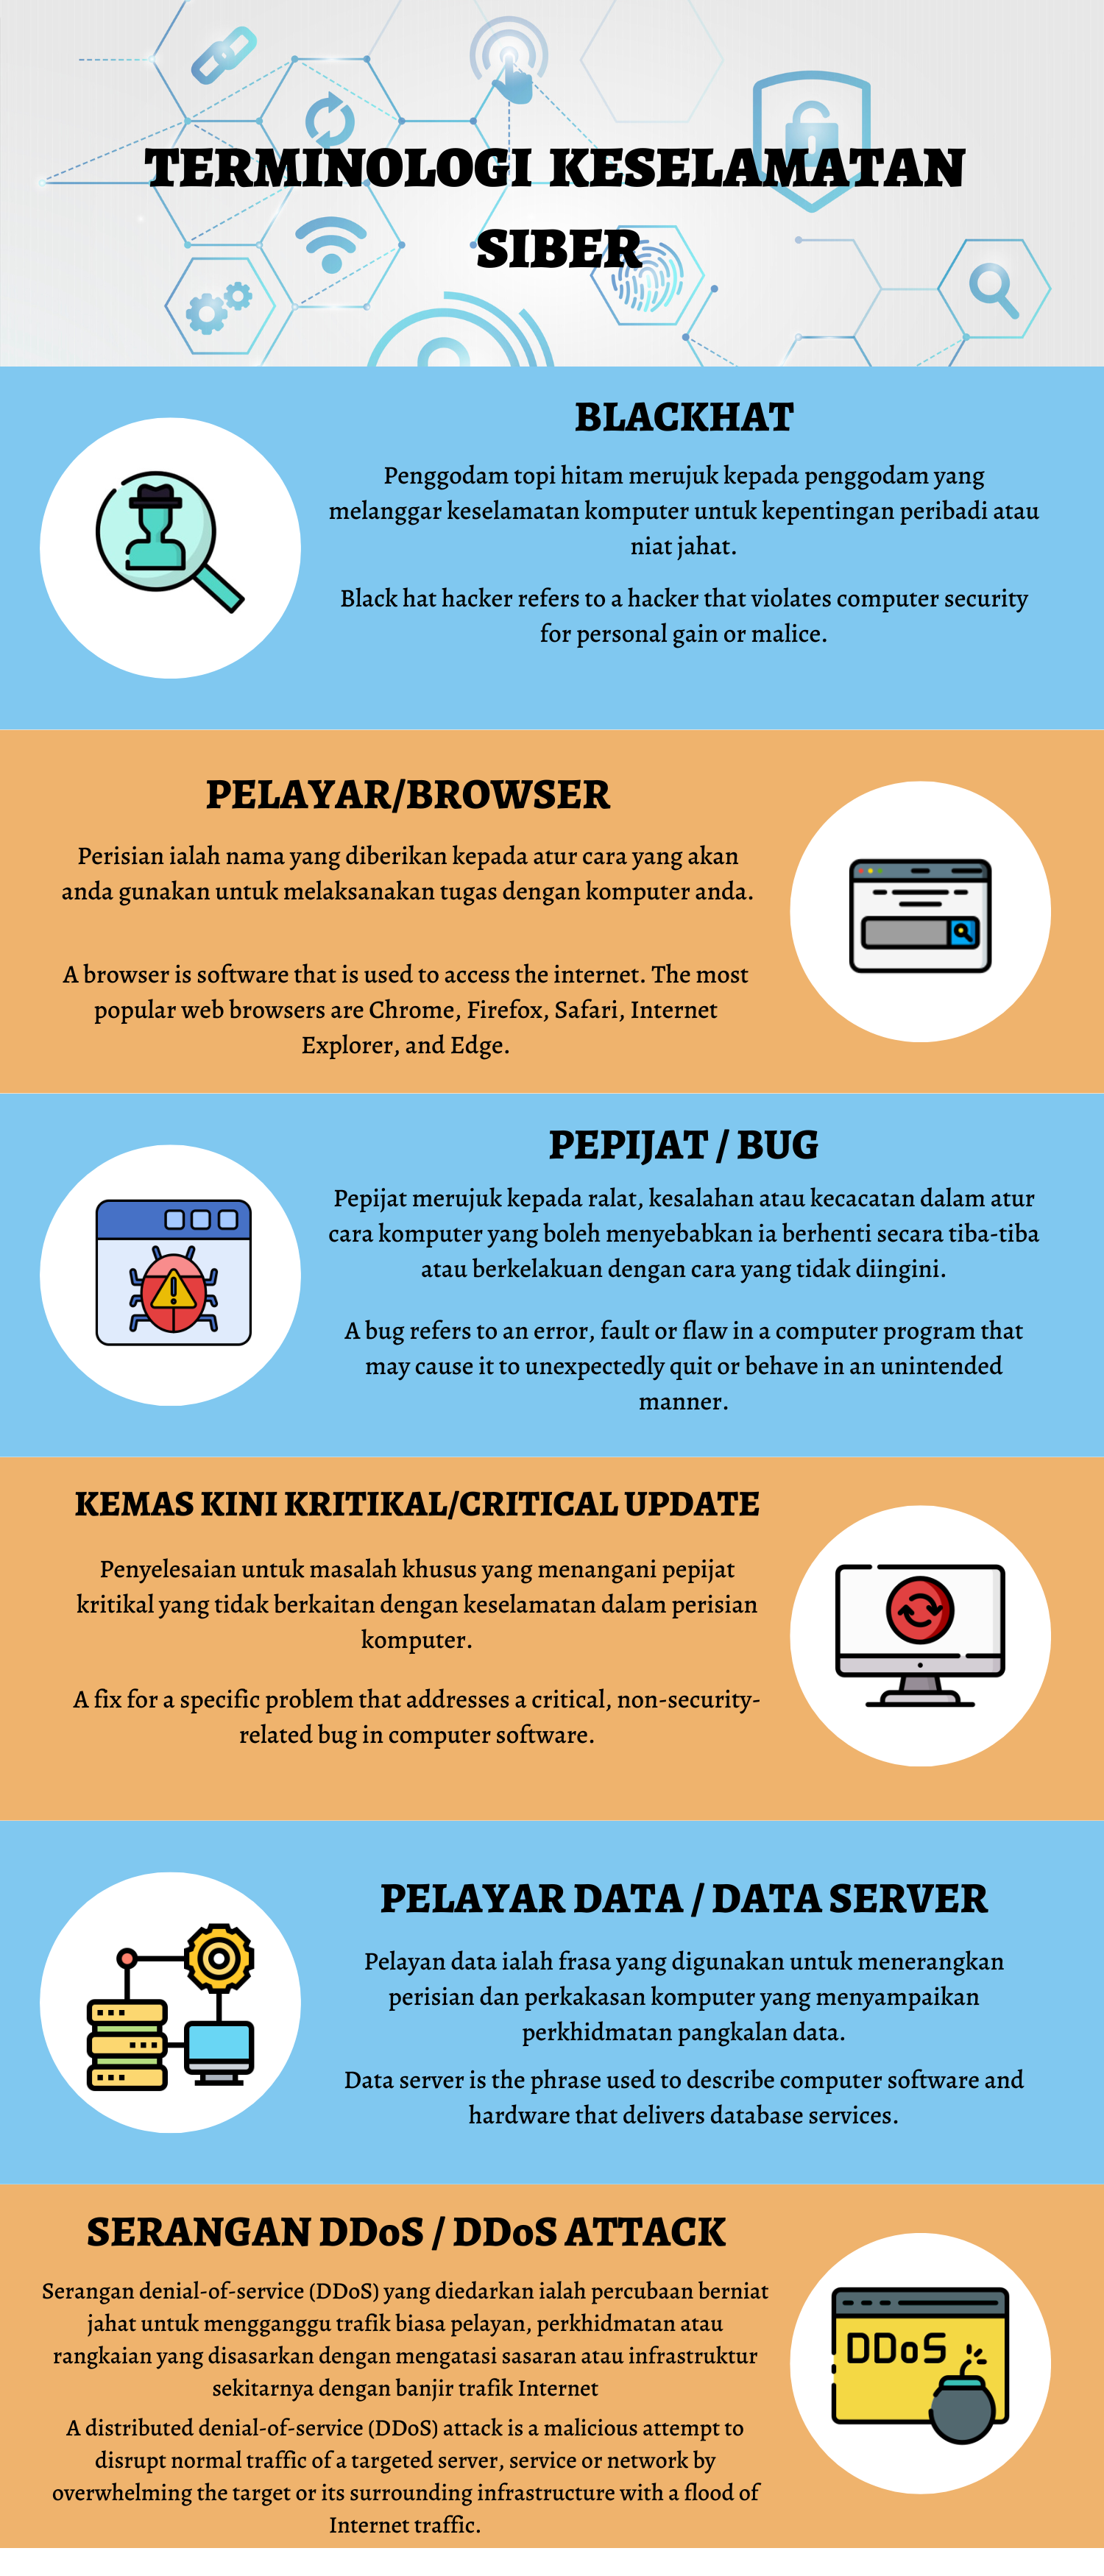 TERMINOLOGI KESELAMATAN
SIBER
BLACKHAT
Penggodam topi hitam merujuk kepada penggodam yang
melanggar keselamatan komputer untuk kepentingan peribadi atau
niat jahat.
Black hat hacker refers to a hacker that violates computer security
for personal gain or malice.
PELAYAR/BROWSER
Perisian ialah nama yang diberikan kepada atur cara yang akan
anda gunakan untuk melaksanakan tugas dengan komputer anda.
A browser is software that is used to access the internet. The most
popular web browsers are Chrome, Firefox, Safari, Internet
Explorer, and Edge.
PEPIJAT / BUG
Pepijat merujuk kepada ralat, kesalahan atau kecacatan dalam atur
cara komputer yang boleh menyebabkan ia berhenti secara tiba-tiba
atau berkelakuan dengan cara yang tidak diingini.
A bug refers to an error, fault or flaw in a computer program that
may cause it to unexpectedly quit or behave in an unintended
manner.
KEMAS KINI KRITIKAL/CRITICAL UPDATE
Penyelesaian untuk masalah khusus yang menangani pepijat
kritikal yang tidak berkaitan dengan keselamatan dalam perisian
komputer.
A fix for a specific problem that addresses a critical, non-security-
related bug in computer software.
PELAYAR DATA / DATA SERVER
Pelayan data ialah frasa yang digunakan untuk menerangkan
perisian dan perkakasan komputer yang menyampaikan
perkhidmatan pangkalan data.
Data server is the phrase used to describe computer software and
hardware that delivers database services.
SERANGAN DDoS / DDoS ATTACK
Serangan denial-of-service (DDoS) yang diedarkan ialah percubaan berniat
jahat untuk mengganggu trafik biasa pelayan, perkhidmatan atau
rangkaian yang disasarkan dengan mengatasi sasaran atau infrastruktur
sekitarnya dengan banjir trafik Internet
A distributed denial-of-service (DDoS) attack is a malicious attempt to
disrupt normal traffic of a targeted server, service or network by
overwhelming the target or its surrounding infrastructure with a flood of
Internet traffic.
DDoS